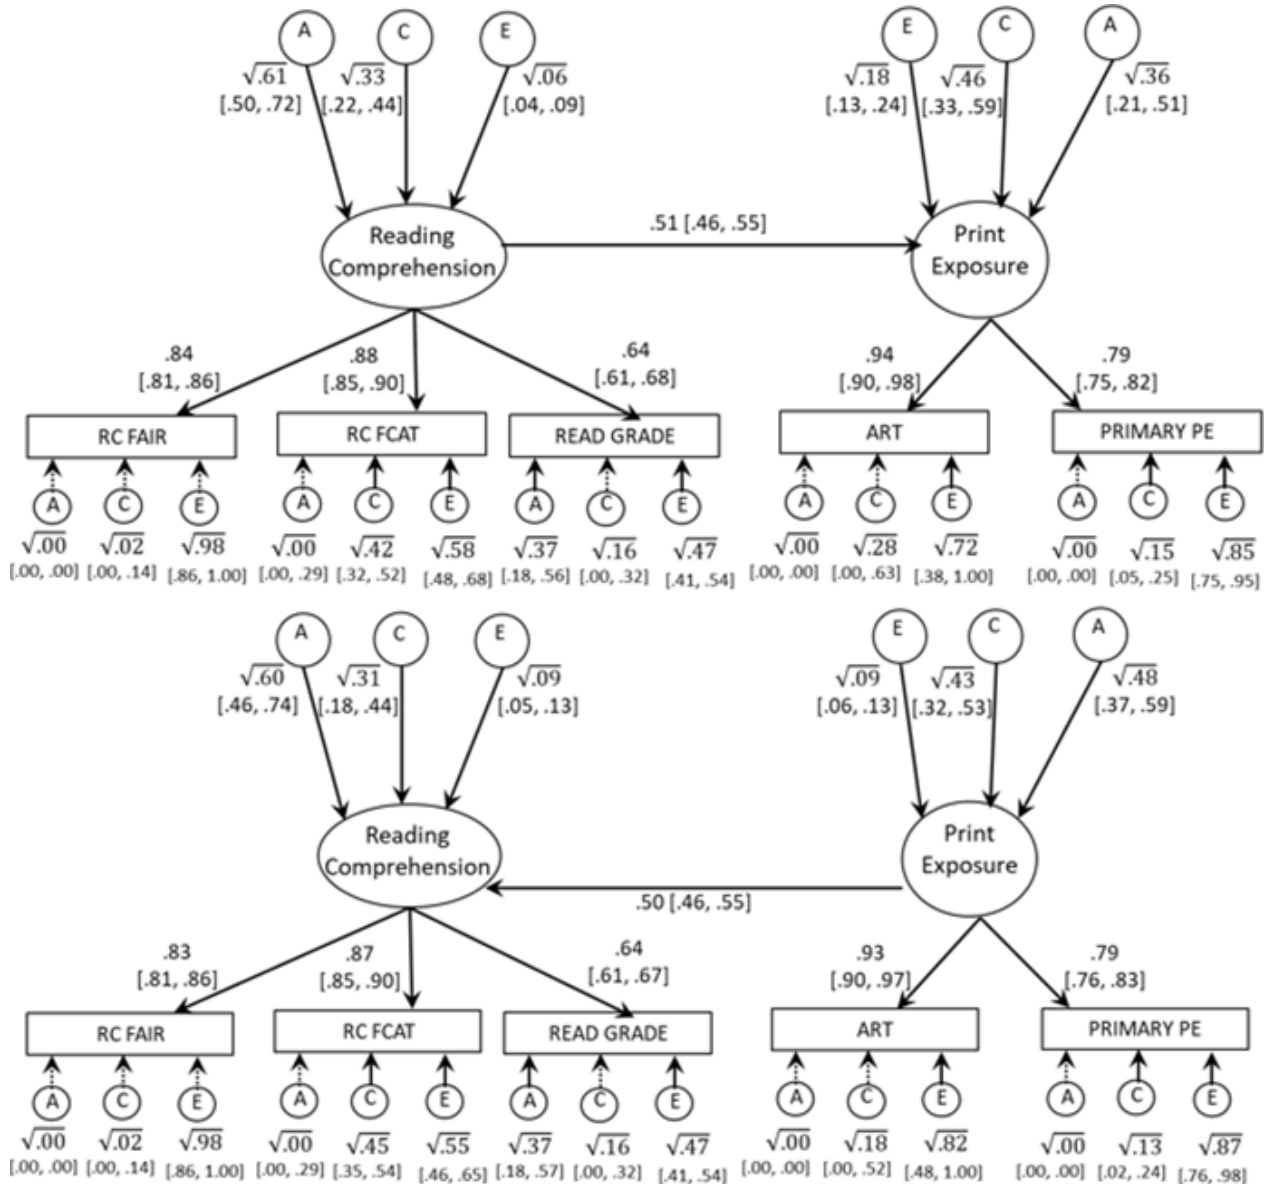 A C E E C A
√.61 √.33 √.06 √.18 √.46 √.36
[.50, .72] [.22, .44] [.04, .09] [.13, .24] [.33, .59] [.21, .51]
Reading
Comprehension
.51 [.46, .55]
Print
Exposure
.84 .88 .64 .94 .79
[.81, .86] [.85, .90] [.61, .68] [.90, .98] [.75, .82]
RC FAIR RC FCAT READ GRADE ART PRIMARY PE
A C E A C E A C E A C E A C E
√.00 √.02 √.98 √.00 √.42 √.58 √.37 √.16 √.47 √.00 √.28 √.72 √.00 √.15 √.85
[.00, .00] [.00, .14] [.86, 1.00] [.00, .29] [.32, .52] [.48, .68] [.18, .56] [.00, .32] [.41, .54] [.00, .00] [.00, .63] [.38, 1.00] [.00, .00] [.05, .25] [.75, .95]
A C E E C A
√.60 √.31 √.09 √.09 √.43 √.48
[.46, .74] [.18, .44] [.05, .13] [.06, .13] [.32, .53] [.37, .59]
Reading
Comprehension
.50 [.46, .55]
Print
Exposure
.83 .87 .64 .93 .79
[.81, .86] [.85, .90] [.61, .67] [.90, .97] [.76, .83]
RC FAIR RC FCAT READ GRADE ART PRIMARY PE
A C E A C E A C E A C E A C E
√.00 √.02 √.98 √.00 √.45 √.55 √.37 √.16 √.47 √.00 √.18 √.82 √.00 √.13 √.87
[.00, .00] [.00, .14] [.86, 1.00] [.00, .29] [.35, .54] [.46, .65] [.18, .57] [.00, .32] [.41, .54] [.00, .00] [.00, .52] [.48, 1.00] [.00, .00] [.02, .24] [.76, .98]